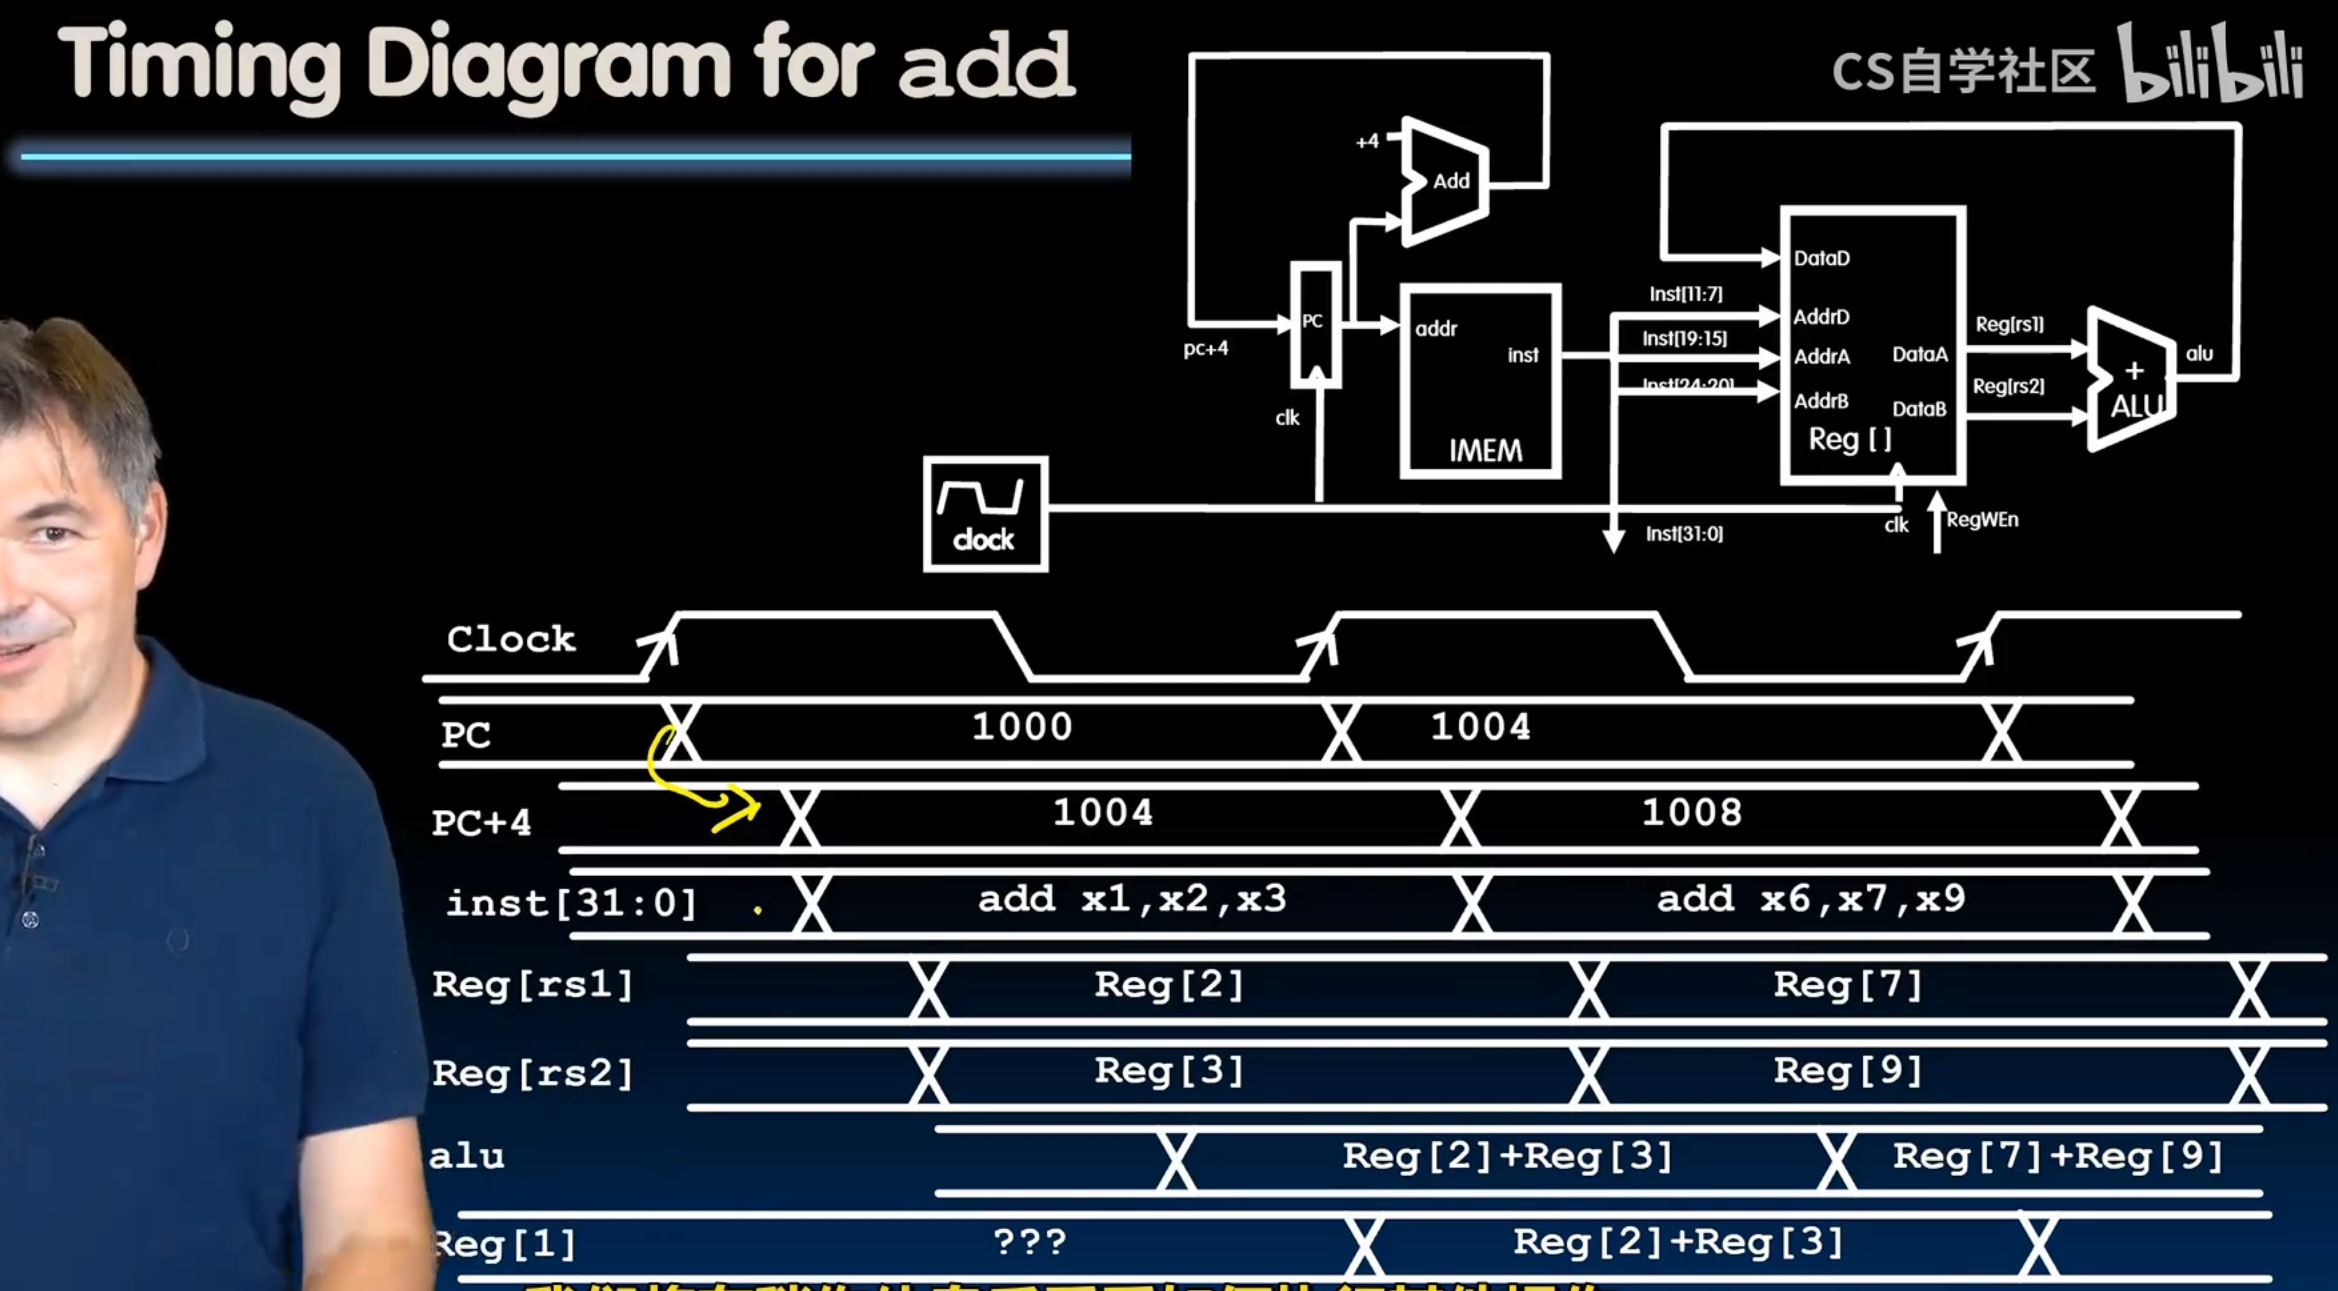 Timing Diagram for add
CS自学社区 bilibili
+4
Add
pc+4
PC
clk
addr
inst
IMEM
clock
Inst[11:7]
Inst[19:15]
Inst[24:20]
Inst[31:0]
DataD
AddrD
AddrA
AddrB
DataA
DataB
Reg []
clk
RegWEn
Reg[rs1]
Reg[rs2]
+
ALU
alu
Clock
PC 1000 1004
PC+4 1004 1008
inst[31:0] add x1,x2,x3 add x6,x7,x9
Reg[rs1] Reg[2] Reg[7]
Reg[rs2] Reg[3] Reg[9]
alu Reg[2]+Reg[3] Reg[7]+Reg[9]
Reg[1] ??? Reg[2]+Reg[3]